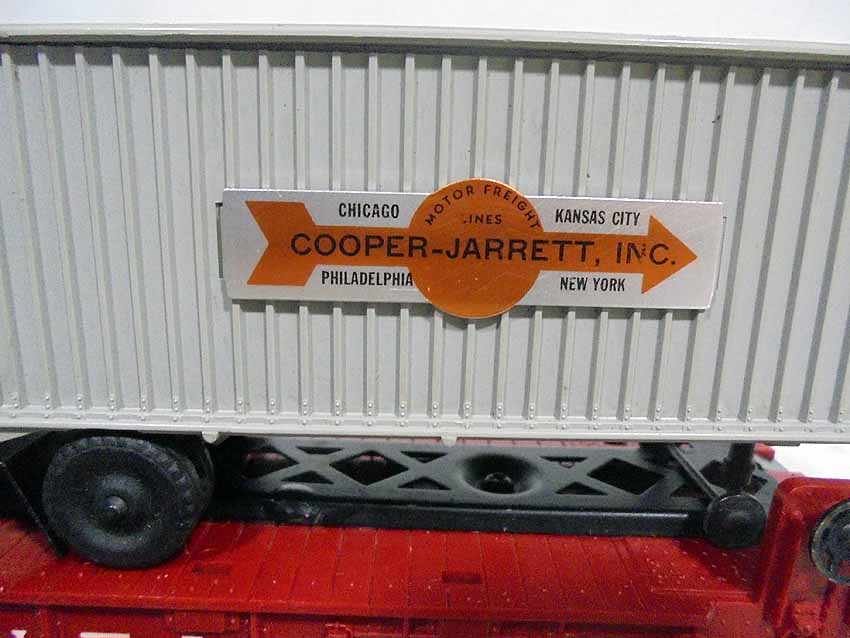 MOTOR FREIGHT
LINES
CHICAGO
KANSAS CITY
COOPER-JARRETT, INC.
PHILADELPHIA
NEW YORK